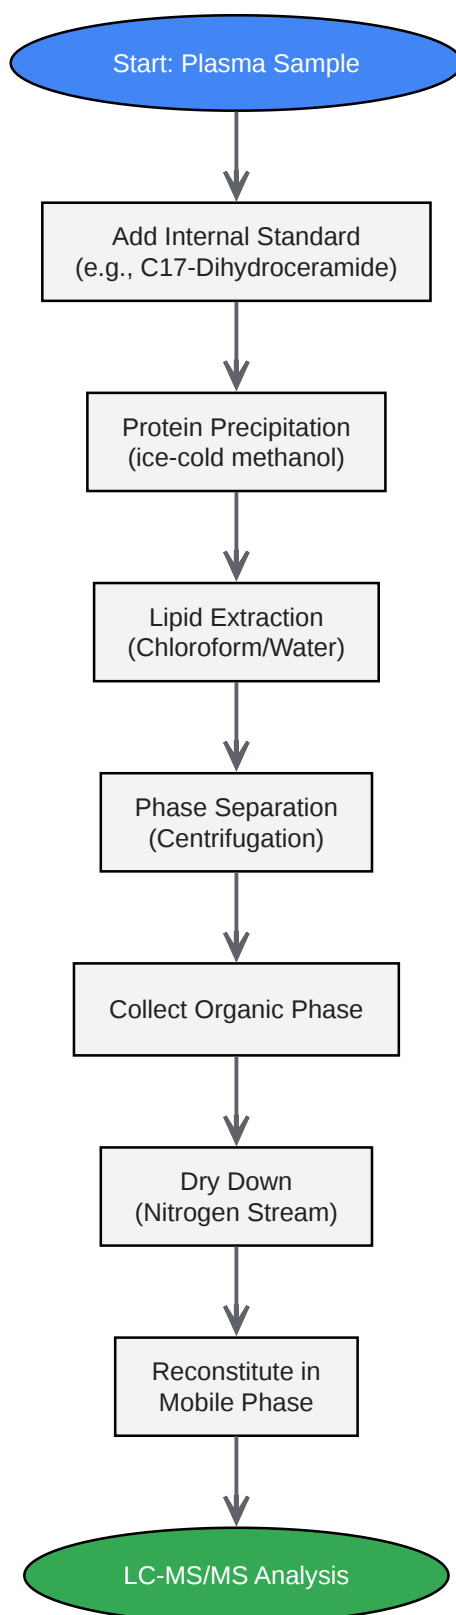 Start: Plasma Sample
Add Internal Standard
(e.g., C17-Dihydroceramide)
Protein Precipitation
(ice-cold methanol)
Lipid Extraction
(Chloroform/Water)
Phase Separation
(Centrifugation)
Collect Organic Phase
Dry Down
(Nitrogen Stream)
Reconstitute in
Mobile Phase
LC-MS/MS Analysis